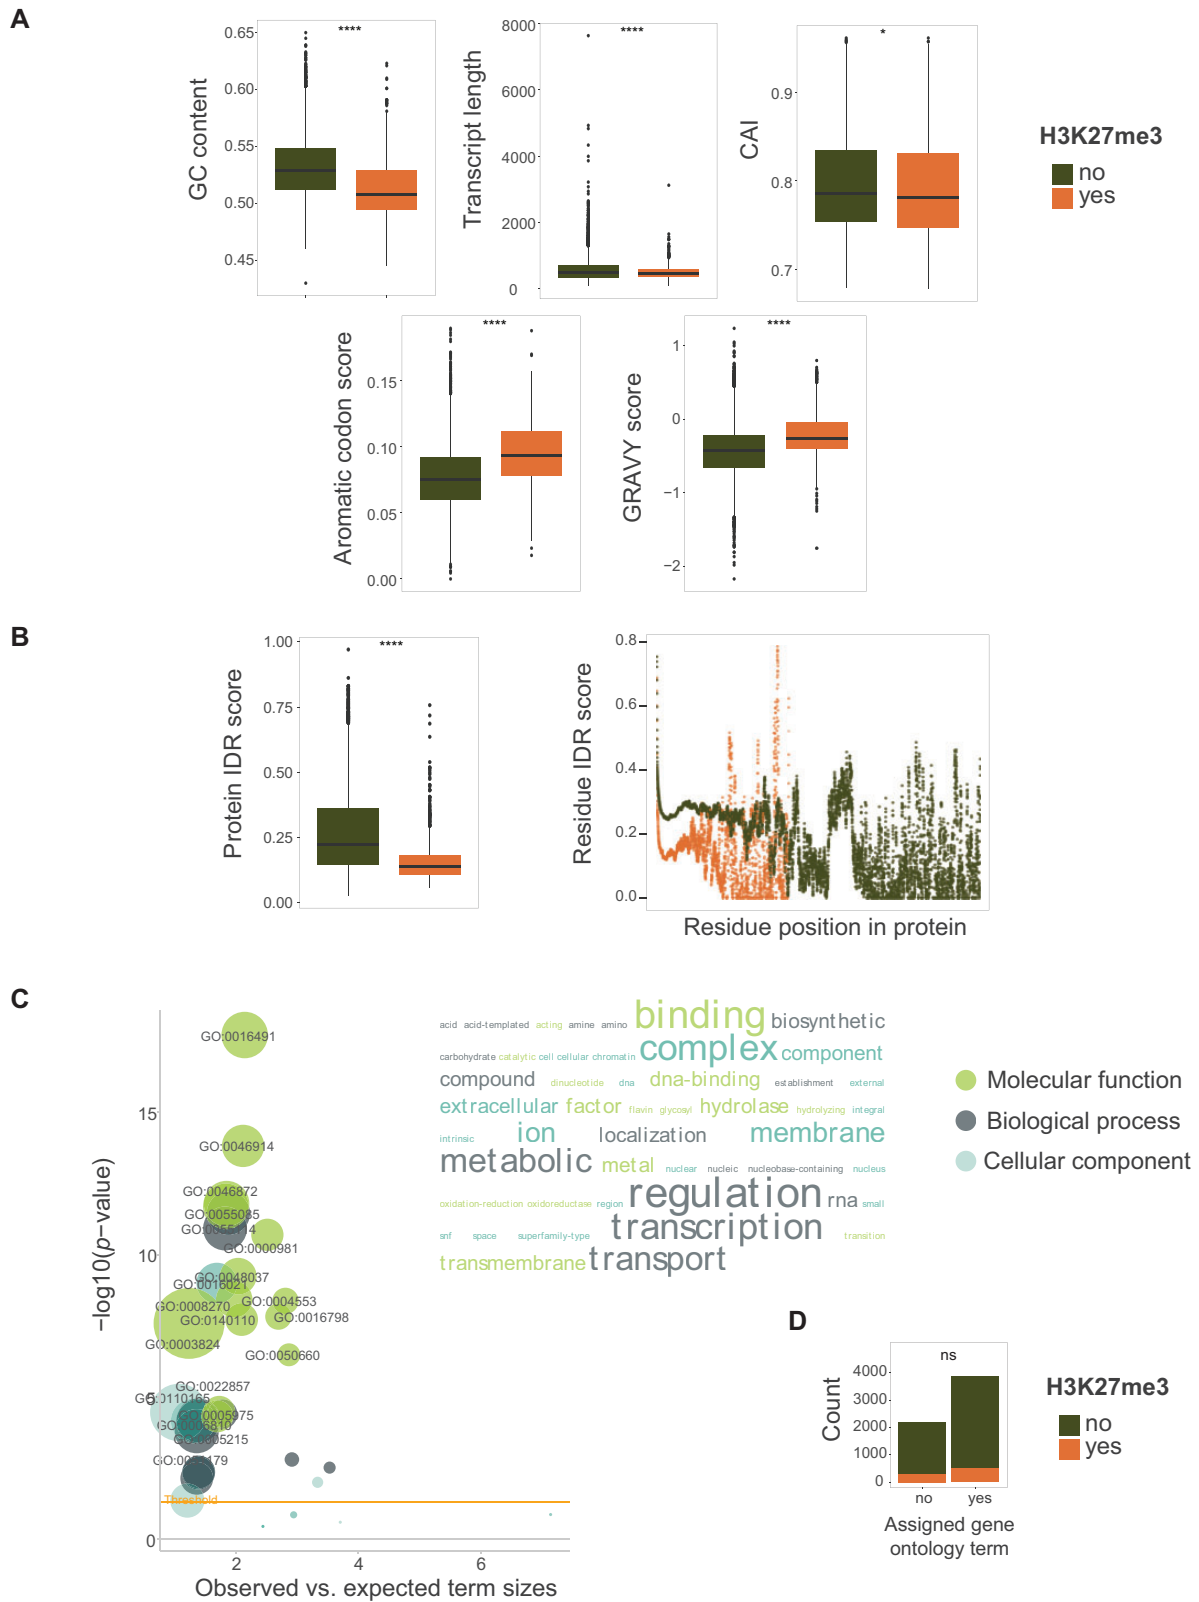 A
GC content
0.65
0.60
0.55
0.50
0.45
****
Transcript length
8000
6000
4000
2000
0
****
CAI
0.9
0.8
0.7
*
H3K27me3
no
yes
Aromatic codon score
0.15
0.10
0.05
0.00
****
GRAVY score
1
0
−1
−2
****
B
Protein IDR score
1.00
0.75
0.50
0.25
0.00
****
Residue IDR score
0.8
0.6
0.4
0.2
0.0
Residue position in protein
C
−log10(p−value)
15
10
5
0
GO:0016491
GO:0046914
GO:0046872
GO:0055085
GO:0055114
GO:0000981
GO:0048037
GO:0016021
GO:0004553
GO:0008270
GO:0140110
GO:0016798
GO:0003824
GO:0050660
GO:0022857
GO:0110165
GO:0005975
GO:0006810
GO:0005215
Threshold
2 4 6
Observed vs. expected term sizes
acid acid-templated acting amine amino binding biosynthetic
carbohydrate catalytic cell cellular chromatin complex component
compound dinucleotide dna dna-binding establishment external
extracellular factor flavin glycosyl hydrolase hydrolyzing integral
intrinsic ion localization membrane
metabolic metal nuclear nucleic nucleobase-containing nucleus
oxidation-reduction oxidoreductase region regulation rna small
snf space superfamily-type transcription transition
transmembrane transport
Molecular function
Biological process
Cellular component
D
Count
4000
3000
2000
1000
0
ns
no yes
Assigned gene
ontology term
H3K27me3
no
yes